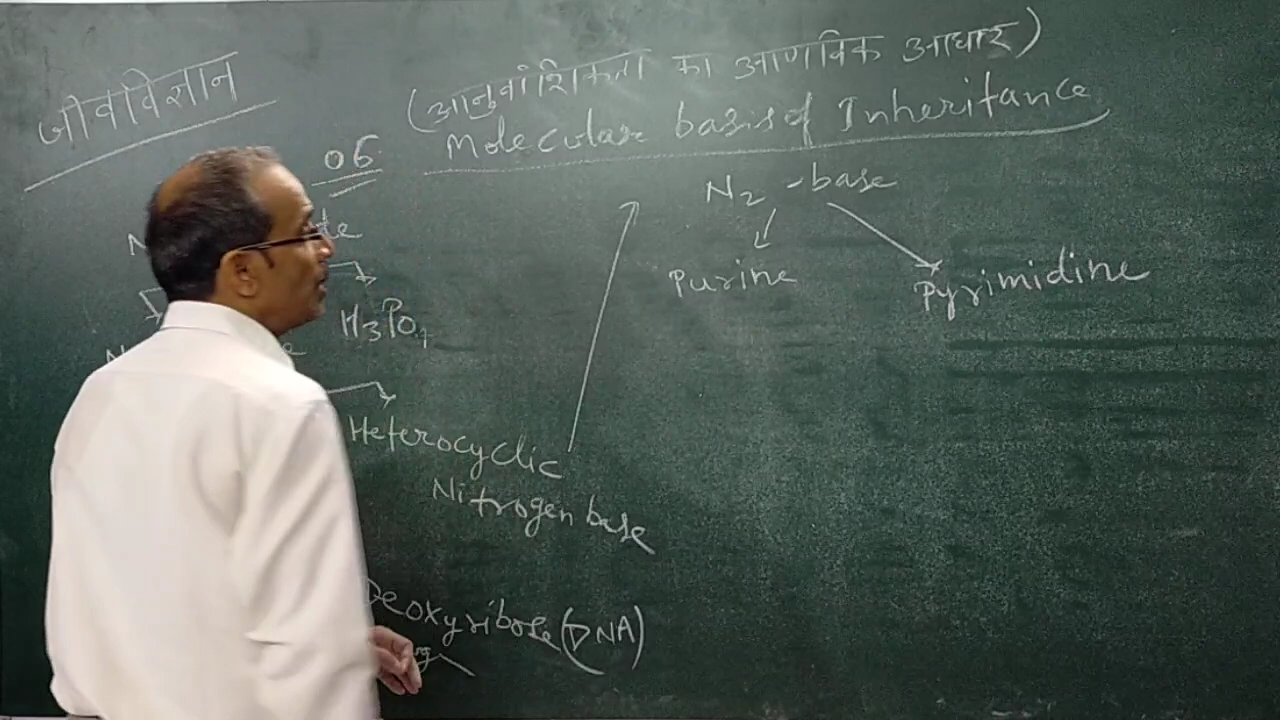 जीवविज्ञान
(आनुवांशिकता का आणविक आधार)
Molecular basis of Inheritance
06
N2 - base
Purine
Pyrimidine
H3PO4
Heterocyclic
Nitrogen base
Deoxyribose (DNA)